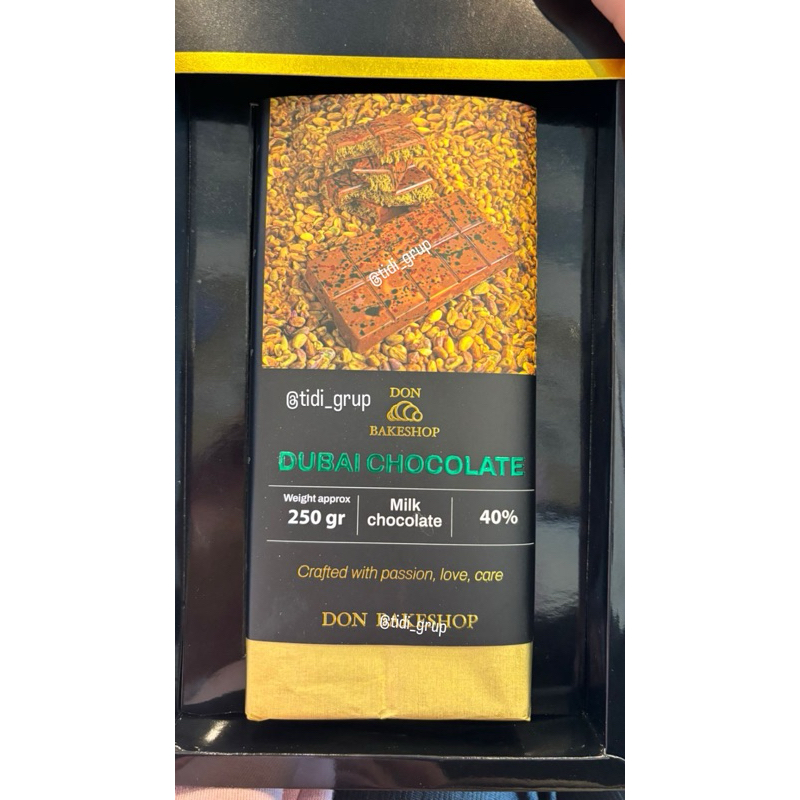 @tidi_grup
@tidi_grup
DON
BAKESHOP
DUBAI CHOCOLATE
Weight approx
250 gr
Milk
chocolate
40%
Crafted with passion, love, care
DON BAKESHOP
@tidi_grup